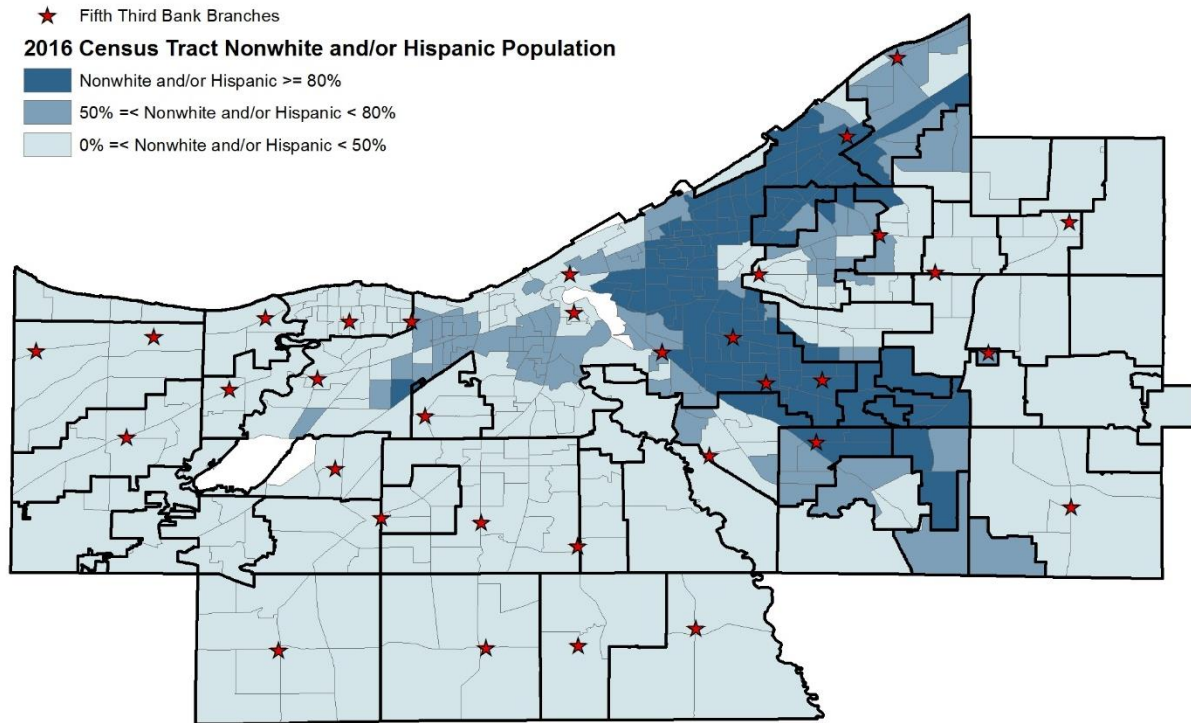 Fifth Third Bank Branches
2016 Census Tract Nonwhite and/or Hispanic Population
Nonwhite and/or Hispanic >= 80%
50% =< Nonwhite and/or Hispanic < 80%
0% =< Nonwhite and/or Hispanic < 50%